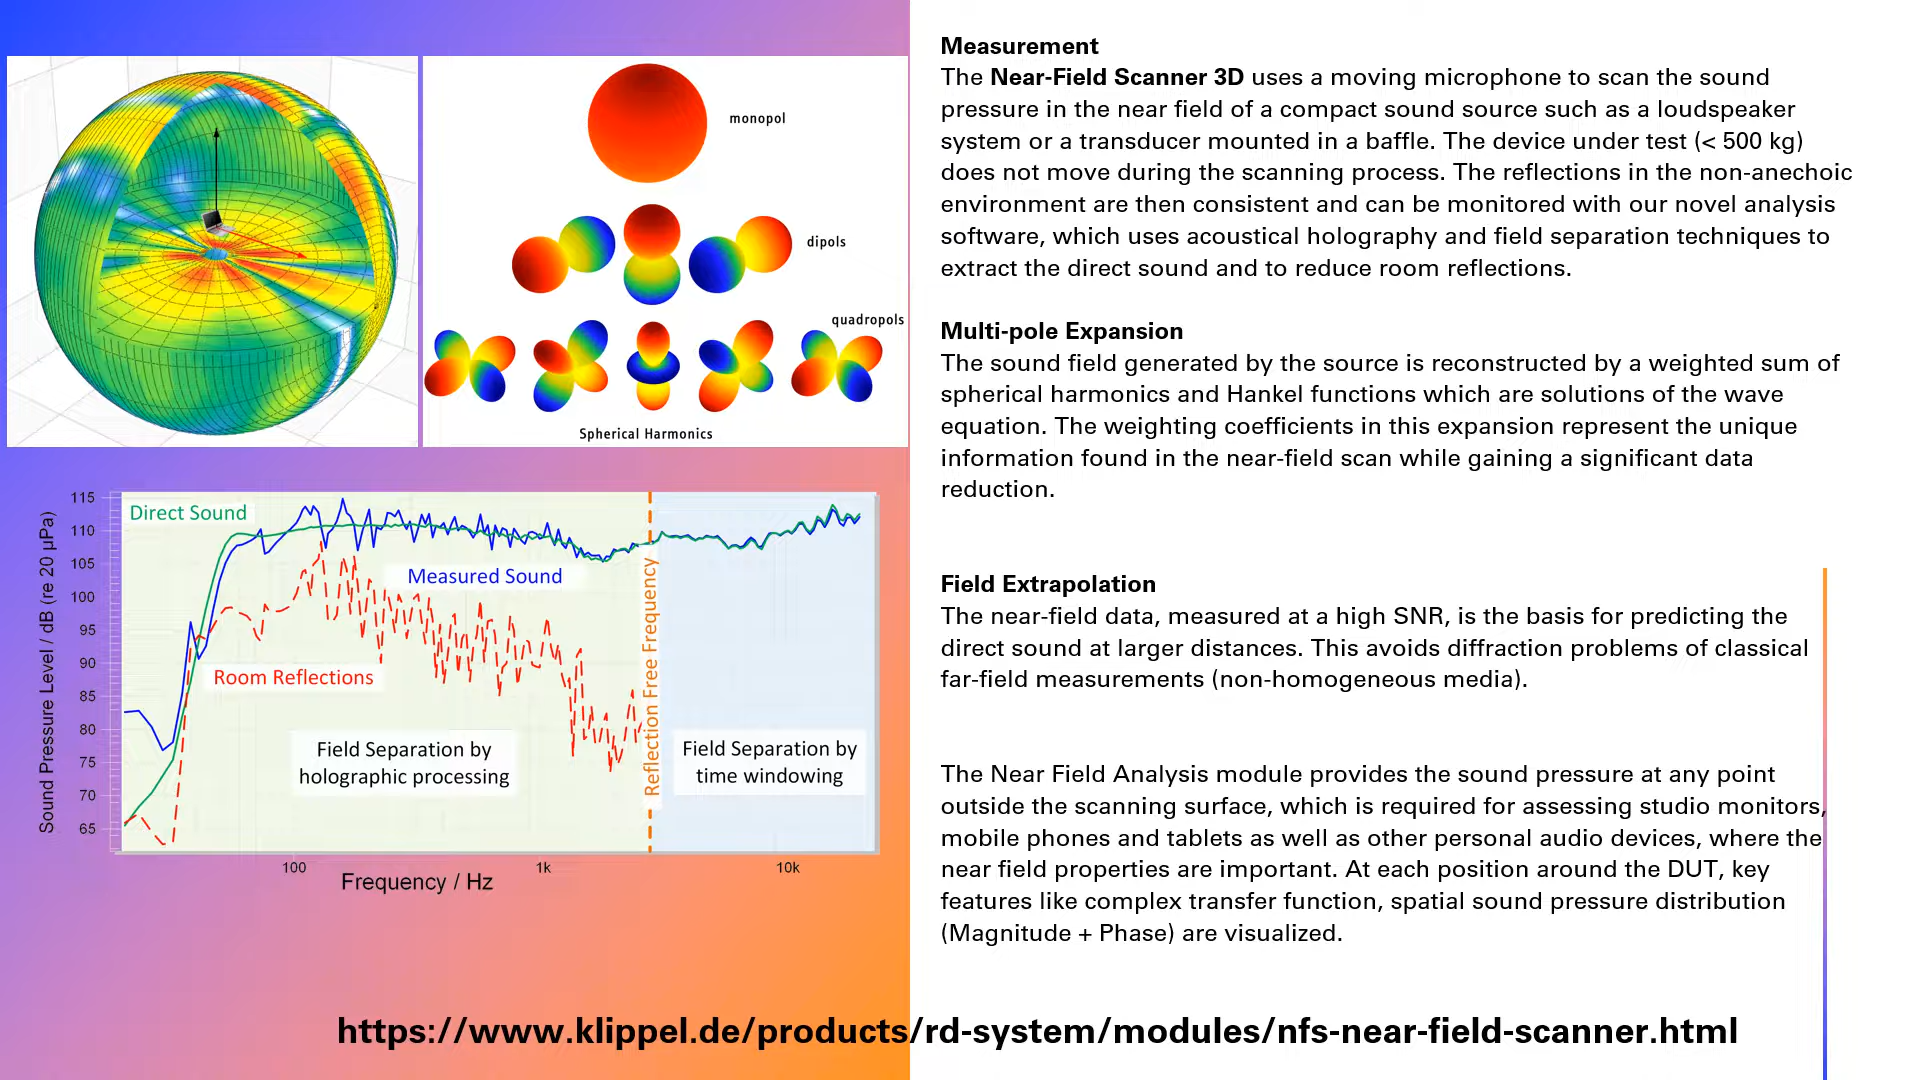 monopol
dipols
quadropols
Spherical Harmonics
115
110
105
100
95
90
85
80
75
70
65
Sound Pressure Level / dB (re 20 µPa)
Direct Sound
Measured Sound
Room Reflections
Field Separation by
holographic processing
Reflection Free Frequency
Field Separation by
time windowing
100
1k
10k
Frequency / Hz
Measurement
The Near-Field Scanner 3D uses a moving microphone to scan the sound
pressure in the near field of a compact sound source such as a loudspeaker
system or a transducer mounted in a baffle. The device under test (< 500 kg)
does not move during the scanning process. The reflections in the non-anechoic
environment are then consistent and can be monitored with our novel analysis
software, which uses acoustical holography and field separation techniques to
extract the direct sound and to reduce room reflections.
Multi-pole Expansion
The sound field generated by the source is reconstructed by a weighted sum of
spherical harmonics and Hankel functions which are solutions of the wave
equation. The weighting coefficients in this expansion represent the unique
information found in the near-field scan while gaining a significant data
reduction.
Field Extrapolation
The near-field data, measured at a high SNR, is the basis for predicting the
direct sound at larger distances. This avoids diffraction problems of classical
far-field measurements (non-homogeneous media).
The Near Field Analysis module provides the sound pressure at any point
outside the scanning surface, which is required for assessing studio monitors,
mobile phones and tablets as well as other personal audio devices, where the
near field properties are important. At each position around the DUT, key
features like complex transfer function, spatial sound pressure distribution
(Magnitude + Phase) are visualized.
https://www.klippel.de/products/rd-system/modules/nfs-near-field-scanner.html